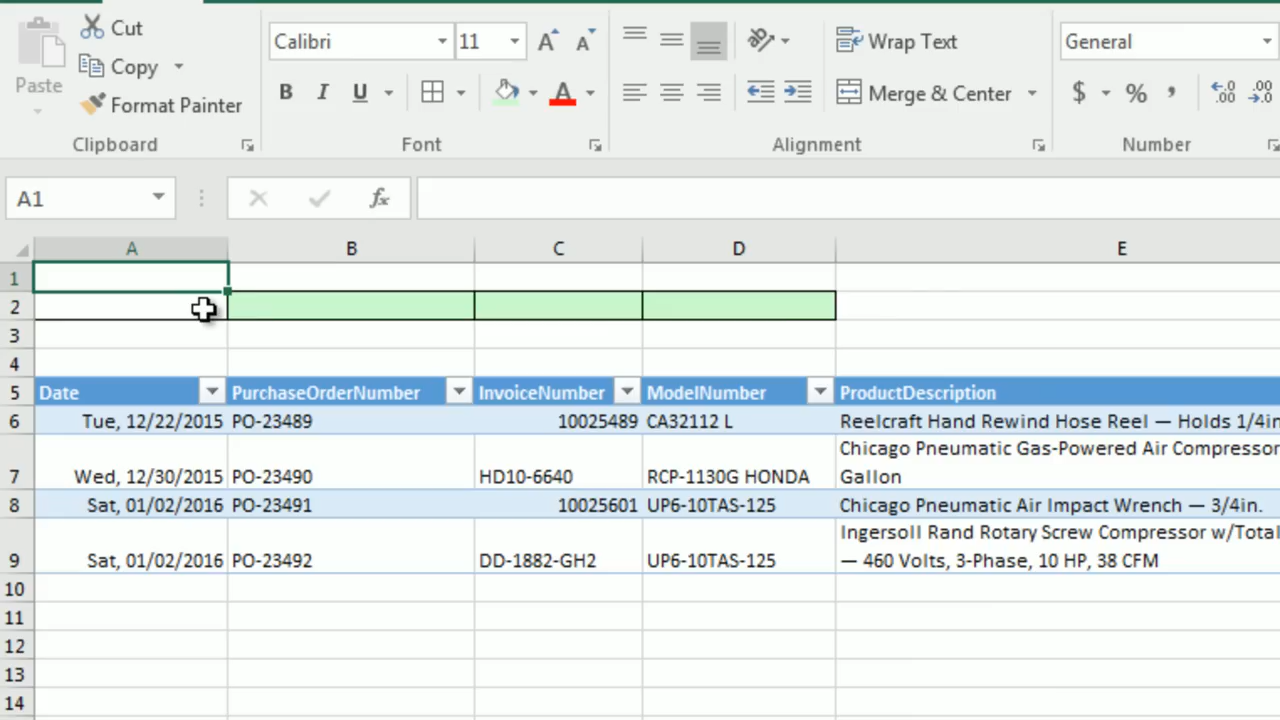 Cut
Calibri 11 A A Wrap Text General
Copy
Paste
B I U A Merge & Center $ % , .00 .00
Format Painter
Clipboard Font Alignment Number
A1 fx
A B C D E
1
2
3
4
5 Date PurchaseOrderNumber InvoiceNumber ModelNumber ProductDescription
6 Tue, 12/22/2015 PO-23489 10025489 CA32112 L Reelcraft Hand Rewind Hose Reel — Holds 1/4in
Chicago Pneumatic Gas-Powered Air Compressor
7 Wed, 12/30/2015 PO-23490 HD10-6640 RCP-1130G HONDA Gallon
8 Sat, 01/02/2016 PO-23491 10025601 UP6-10TAS-125 Chicago Pneumatic Air Impact Wrench — 3/4in.
Ingersoll Rand Rotary Screw Compressor w/Total
9 Sat, 01/02/2016 PO-23492 DD-1882-GH2 UP6-10TAS-125 — 460 Volts, 3-Phase, 10 HP, 38 CFM
10
11
12
13
14